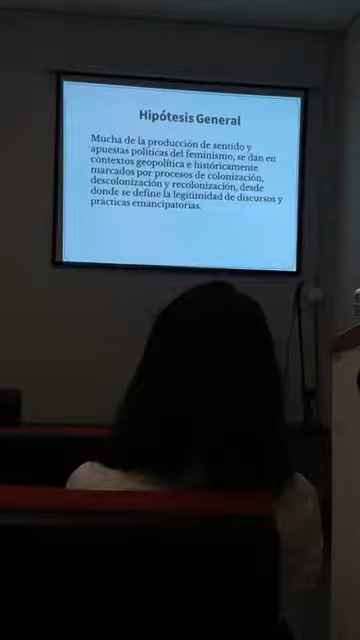 Hipótesis General
Mucha de la producción de sentido y
apuestas políticas del feminismo, se dan en
contextos geopolítica e históricamente
marcados por procesos de colonización,
descolonización y recolonización, desde
donde se define la legitimidad de discursos y
prácticas emancipatorias.